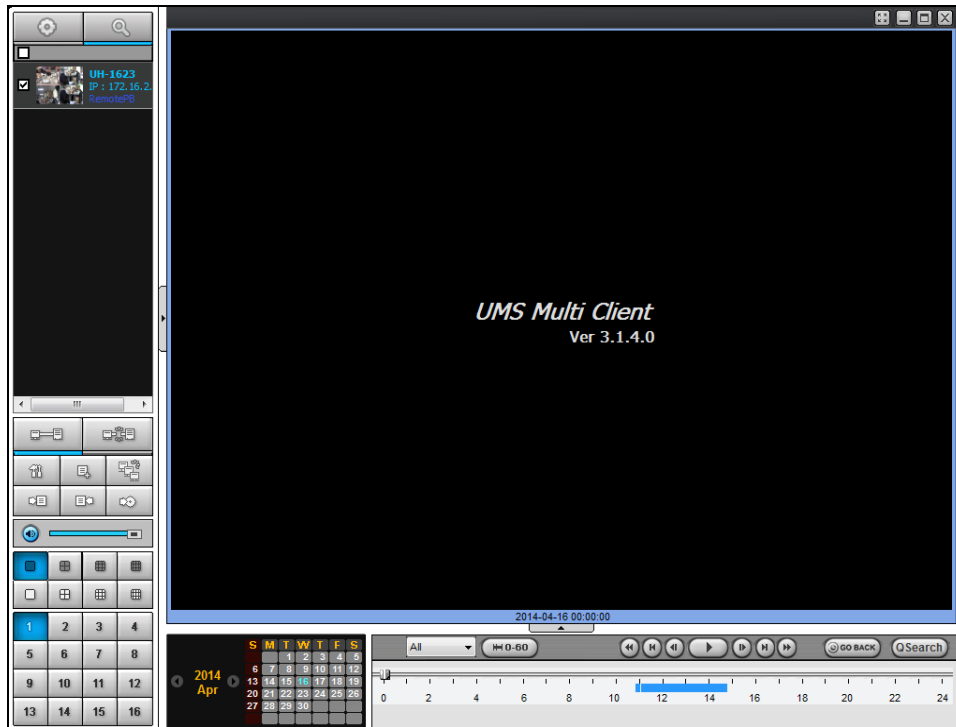 UH-1623
IP : 172.16.2.
RemotePB
UMS Multi Client
Ver 3.1.4.0
2014-04-16 00:00:00
1 2 3 4
5 6 7 8
9 10 11 12
13 14 15 16
2014
Apr
S M T W T F S
1 2 3 4 5
6 7 8 9 10 11 12
13 14 15 16 17 18 19
20 21 22 23 24 25 26
27 28 29 30
All
0-60
GO BACK
Search
0 2 4 6 8 10 12 14 16 18 20 22 24